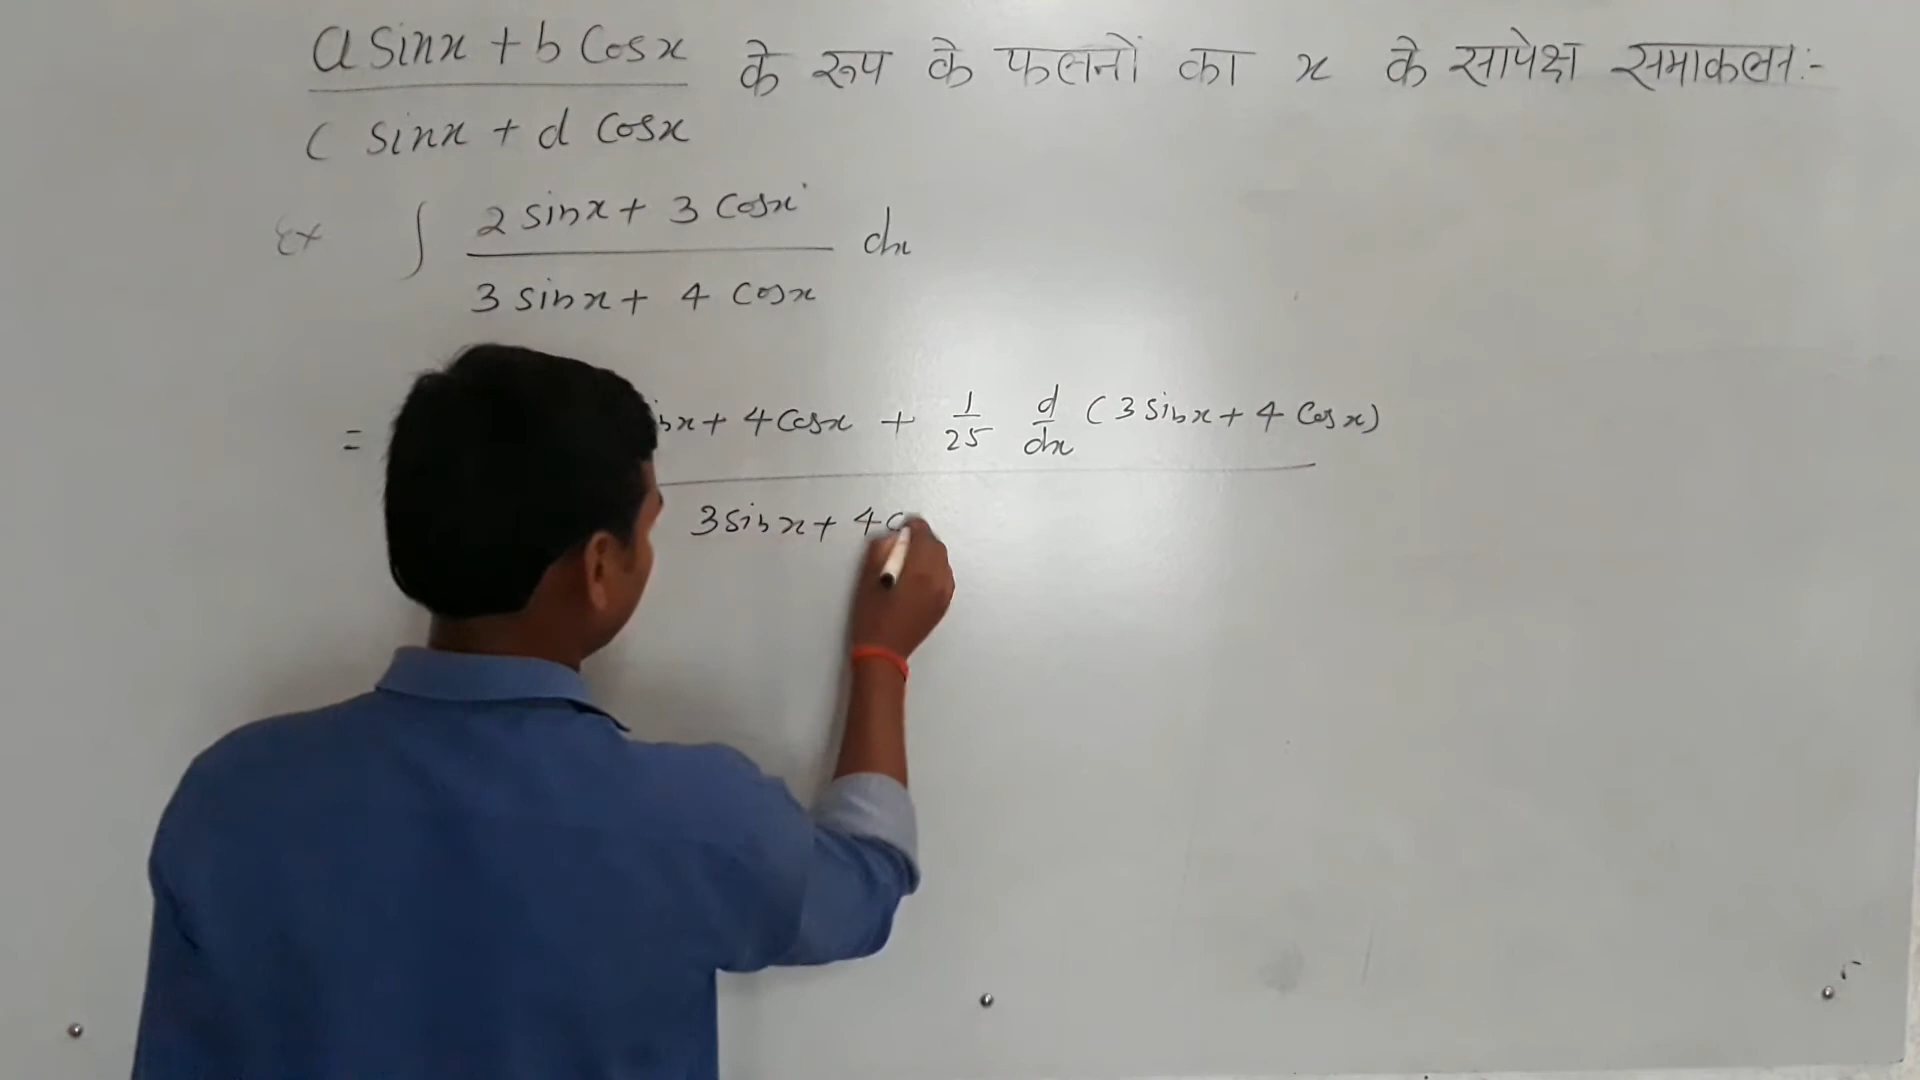 a sinx + b cosx
के रूप के फलनों का x के सापेक्ष समाकलन:-
c sinx + d cosx
Ex ∫ 2 sinx + 3 cosx dx
3 sinx + 4 cosx
= inx + 4 cosx + 1/25 d/dx (3 sinx + 4 cosx)
3 sinx + 4 c